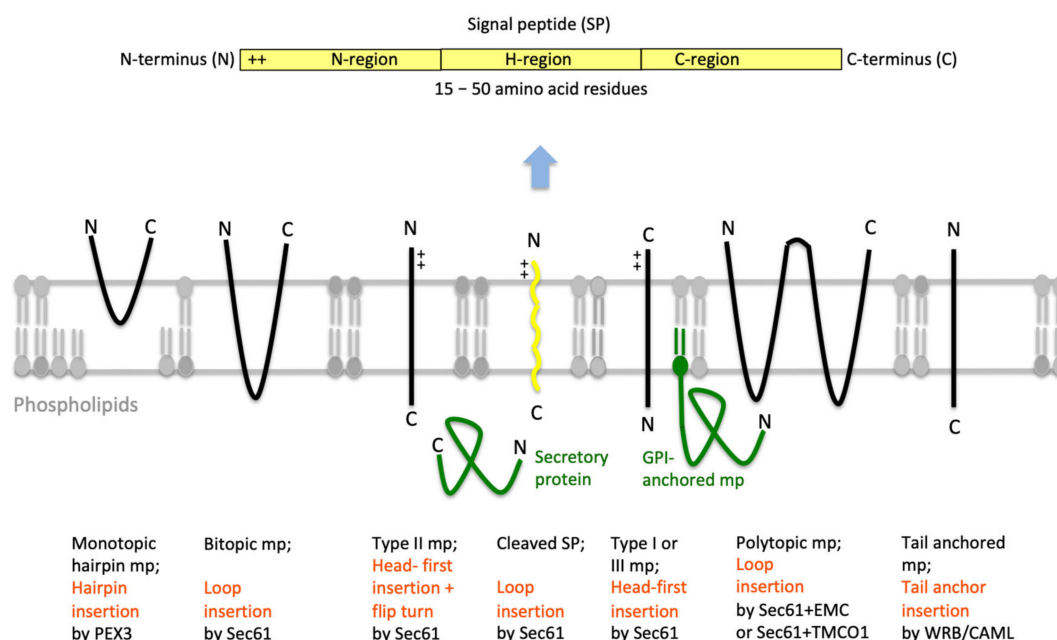 Signal peptide (SP)
N-terminus (N) ++ N-region H-region C-region C-terminus (C)
15 – 50 amino acid residues
N C N C N ++ N ++ C ++ N C N
Phospholipids
C C N C N
C N Secretory protein
GPI-anchored mp
N C
Monotopic
hairpin mp;
Hairpin
insertion
by PEX3
Bitopic mp;
Loop
insertion
by Sec61
Type II mp;
Head- first
insertion +
flip turn
by Sec61
Cleaved SP;
Loop
insertion
by Sec61
Type I or
III mp;
Head-first
insertion
by Sec61
Polytopic mp;
Loop
insertion
by Sec61+EMC
or Sec61+TMCO1
Tail anchored
mp;
Tail anchor
insertion
by WRB/CAML